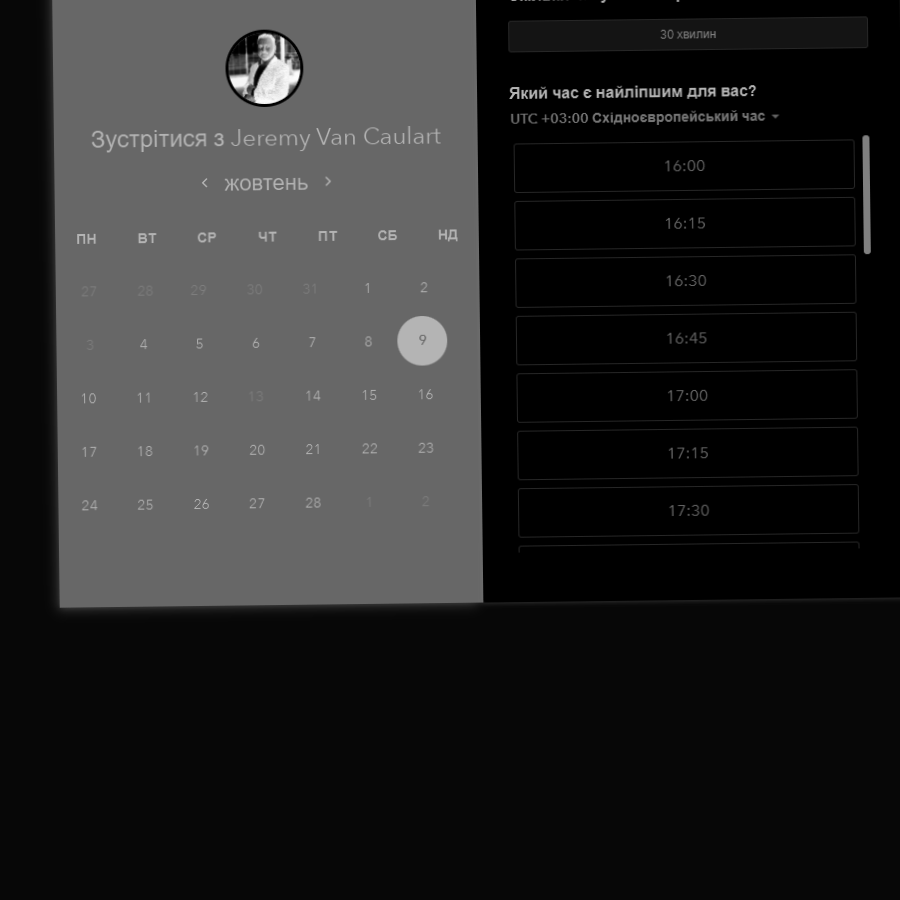 Зустрітися з Jeremy Van Caulart
жовтень
ПН ВТ СР ЧТ ПТ СБ НД
27 28 29 30 31 1 2
3 4 5 6 7 8 9
10 11 12 13 14 15 16
17 18 19 20 21 22 23
24 25 26 27 28 1 2
30 хвилин
Який час є найліпшим для вас?
UTC +03:00 Східноєвропейський час
16:00
16:15
16:30
16:45
17:00
17:15
17:30